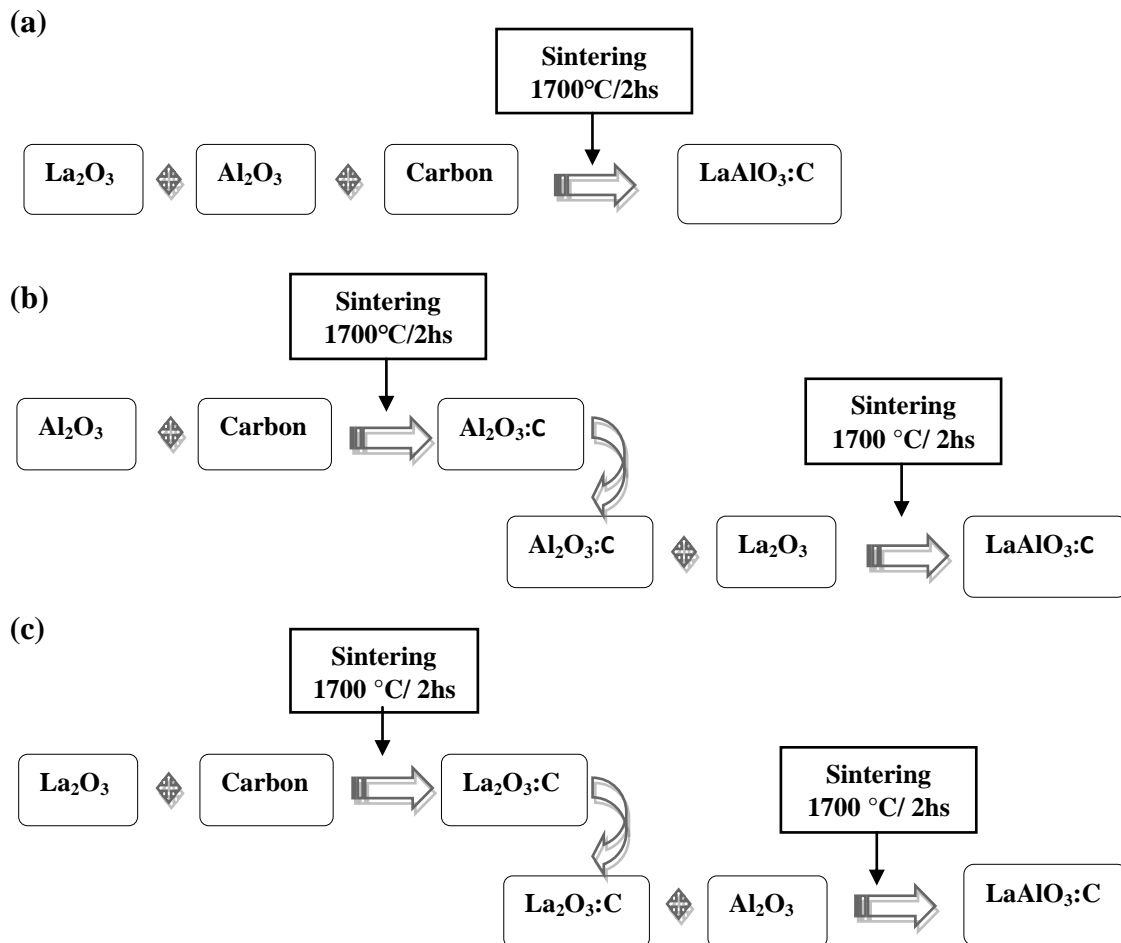 (a)
Sintering
1700°C/2hs
La₂O₃
Al₂O₃
Carbon
LaAlO₃:C
(b)
Sintering
1700°C/2hs
Al₂O₃
Carbon
Al₂O₃:C
Sintering
1700 °C/ 2hs
Al₂O₃:C
La₂O₃
LaAlO₃:C
(c)
Sintering
1700 °C/ 2hs
La₂O₃
Carbon
La₂O₃:C
Sintering
1700 °C/ 2hs
La₂O₃:C
Al₂O₃
LaAlO₃:C